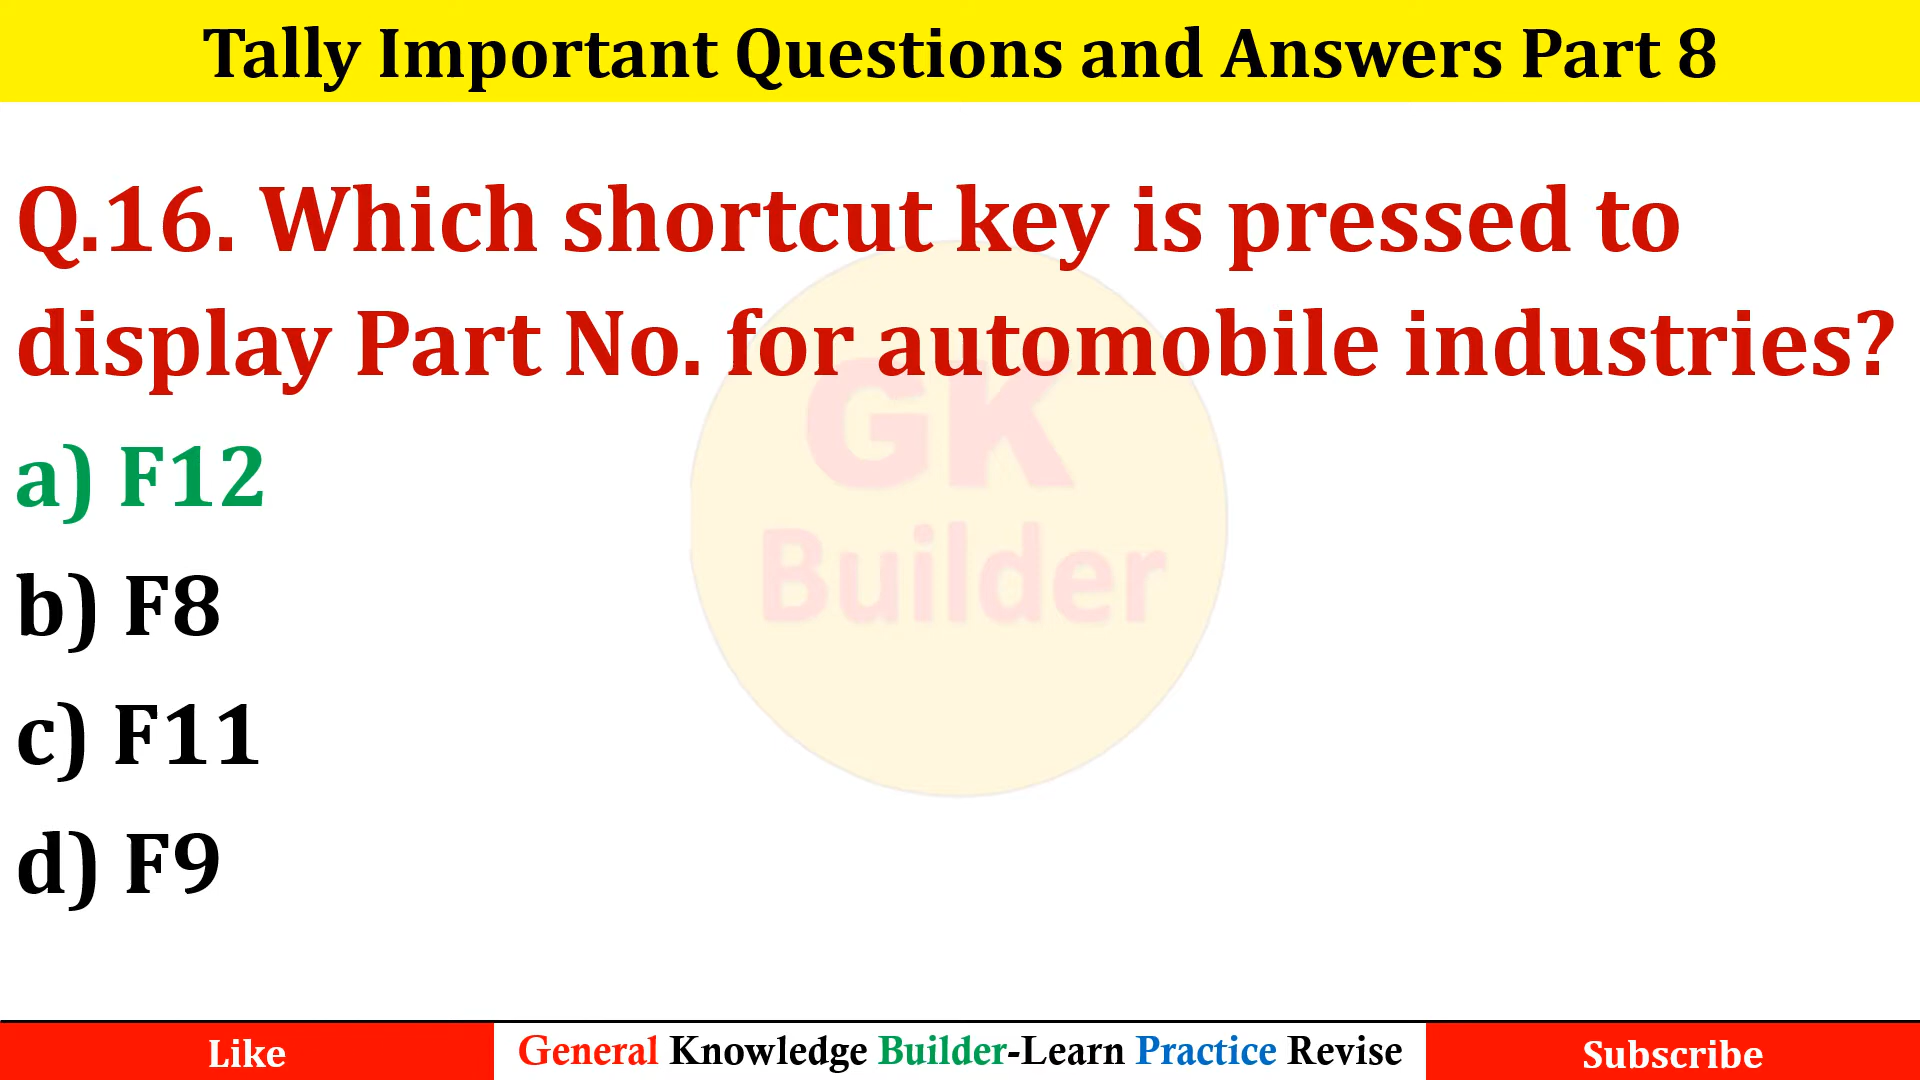 Tally Important Questions and Answers Part 8
Q.16. Which shortcut key is pressed to
display Part No. for automobile industries?
GK
Builder
a) F12
b) F8
c) F11
d) F9
Like
General Knowledge Builder-Learn Practice Revise
Subscribe